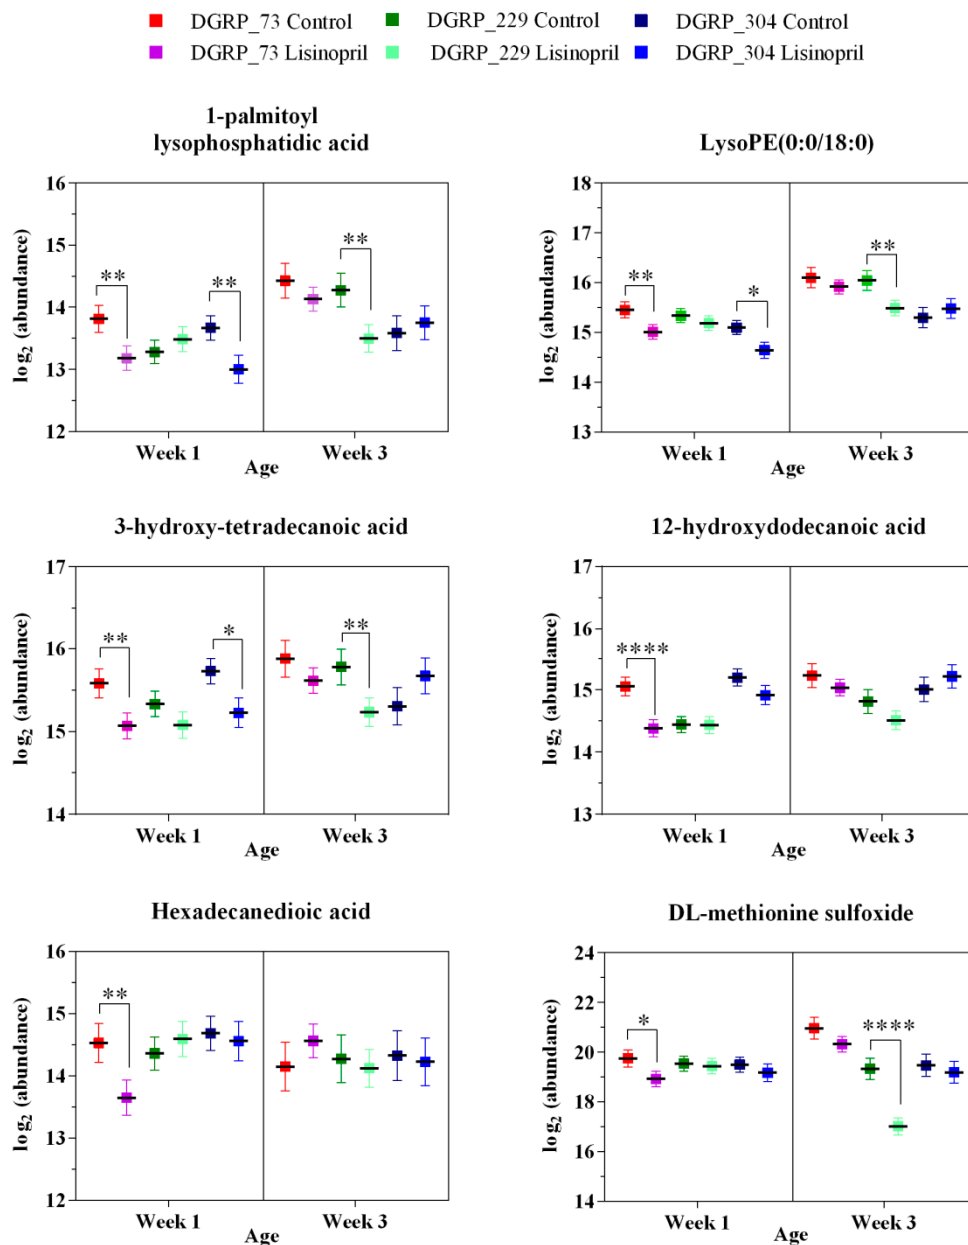 DGRP_73 Control DGRP_229 Control DGRP_304 Control
DGRP_73 Lisinopril DGRP_229 Lisinopril DGRP_304 Lisinopril
1-palmitoyl
lysophosphatidic acid
log2 (abundance)
16
15
14
13
12
**
**
**
Week 1
Week 3
Age
LysoPE(0:0/18:0)
log2 (abundance)
18
17
16
15
14
13
**
*
**
Week 1
Week 3
Age
3-hydroxy-tetradecanoic acid
log2 (abundance)
17
16
15
14
**
*
**
Week 1
Week 3
Age
12-hydroxydodecanoic acid
log2 (abundance)
17
16
15
14
13
****
Week 1
Week 3
Age
Hexadecanedioic acid
log2 (abundance)
16
15
14
13
12
**
Week 1
Week 3
Age
DL-methionine sulfoxide
log2 (abundance)
24
22
20
18
16
14
*
****
Week 1
Week 3
Age